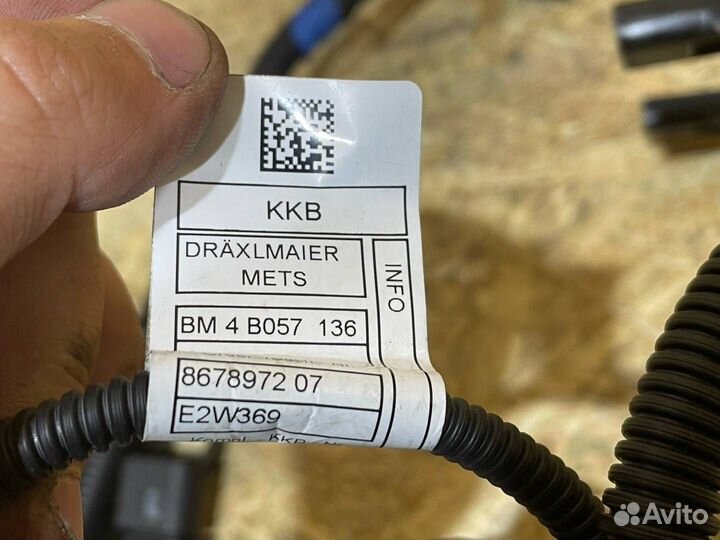 KKB
DRÄXLMAIER
METS
INFO
BM 4 B057 136
8678972 07
E2W369
Avito